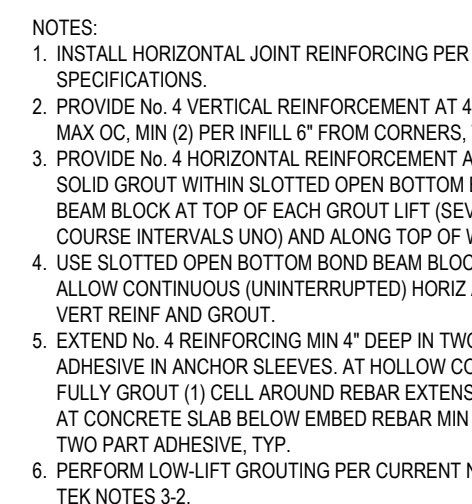 NOTES:
1. INSTALL HORIZONTAL JOINT REINFORCING PER
SPECIFICATIONS.
2. PROVIDE No. 4 VERTICAL REINFORCEMENT AT 4
MAX OC, MIN (2) PER INFILL 6" FROM CORNERS,
3. PROVIDE No. 4 HORIZONTAL REINFORCEMENT A
SOLID GROUT WITHIN SLOTTED OPEN BOTTOM
BEAM BLOCK AT TOP OF EACH GROUT LIFT (SEV
COURSE INTERVALS UNO) AND ALONG TOP OF
4. USE SLOTTED OPEN BOTTOM BOND BEAM BLOC
ALLOW CONTINUOUS (UNINTERRUPTED) HORIZ
VERT REINF AND GROUT.
5. EXTEND No. 4 REINFORCING MIN 4" DEEP IN TWO
ADHESIVE IN ANCHOR SLEEVES. AT HOLLOW CO
FULLY GROUT (1) CELL AROUND REBAR EXTENS
AT CONCRETE SLAB BELOW EMBED REBAR MIN
TWO PART ADHESIVE, TYP.
6. PERFORM LOW-LIFT GROUTING PER CURRENT
TEK NOTES 3-2.